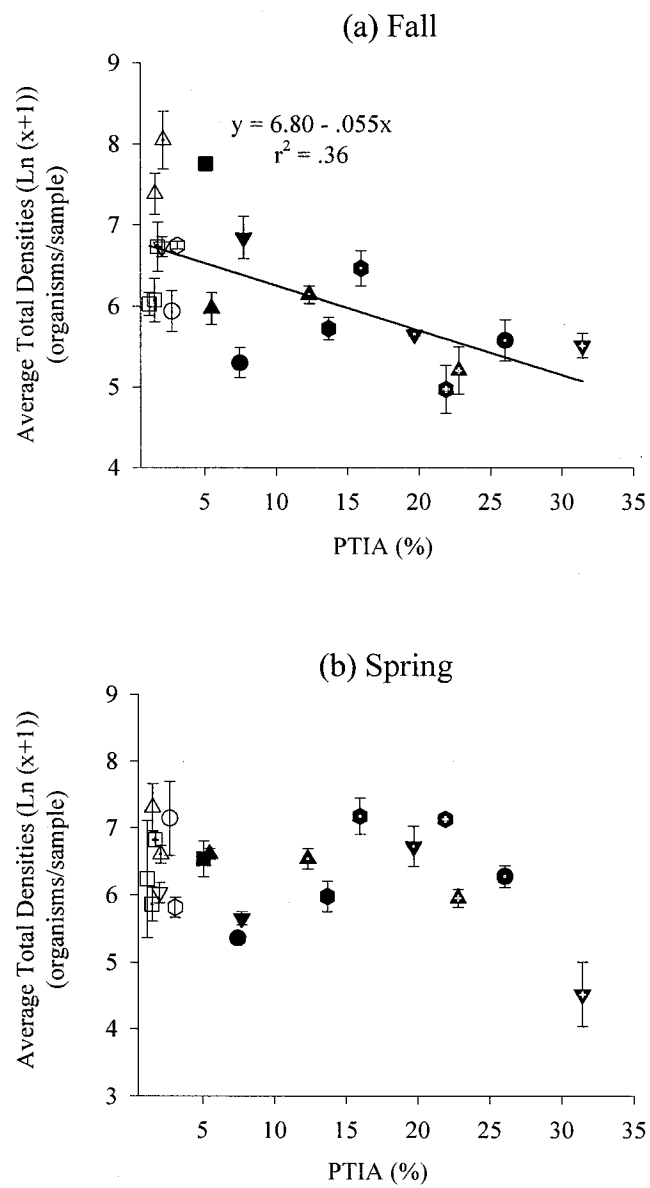 (a) Fall
Average Total Densities (Ln (x+1))
(organisms/sample)
9
8
7
6
5
4
y = 6.80 - .055x
r² = .36
5
10
15
20
25
30
35
PTIA (%)
(b) Spring
Average Total Densities (Ln (x+1))
(organisms/sample)
9
8
7
6
5
4
3
5
10
15
20
25
30
35
PTIA (%)